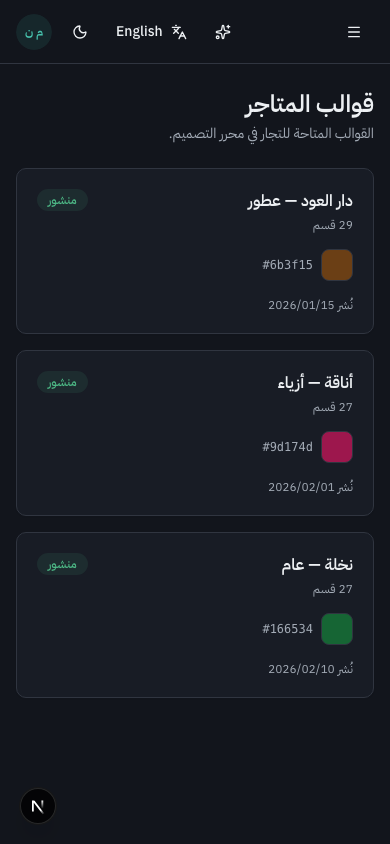 English
م ن
قوالب المتاجر
القوالب المتاحة للتجار في محرر التصميم.
دار العود — عطور
منشور
29 قسم
#6b3f15
نُشر 2026/01/15
أناقة — أزياء
منشور
27 قسم
#9d174d
نُشر 2026/02/01
نخلة — عام
منشور
27 قسم
#166534
نُشر 2026/02/10
N